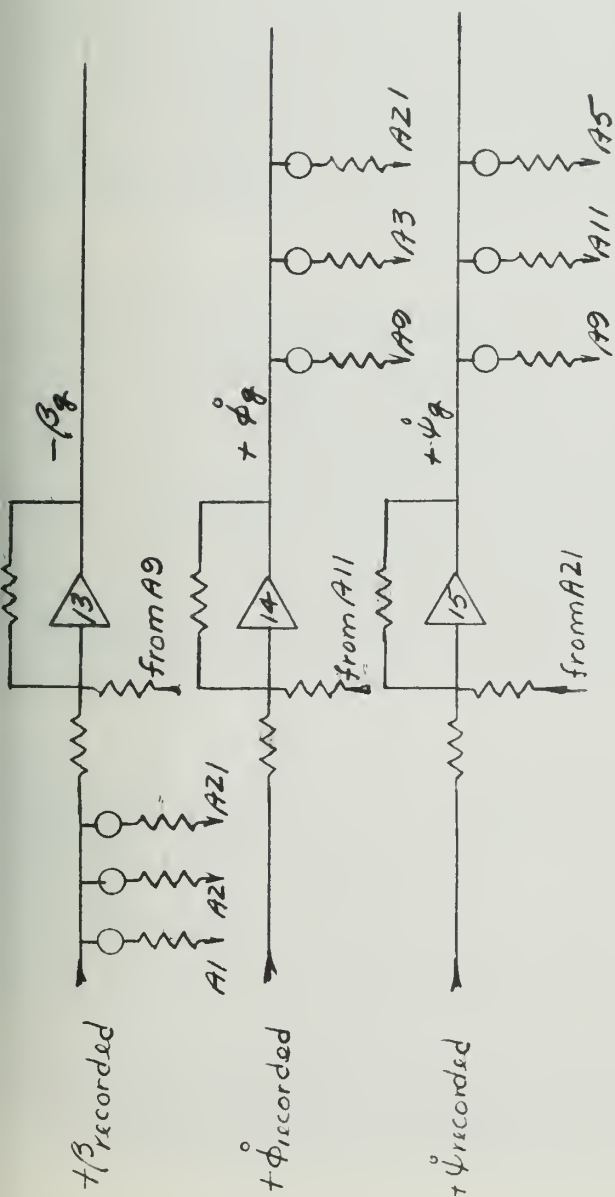 +β recorded
A1
A2
A21
13
from A9
-βg
+φ̇ recorded
14
from A11
+φ̇g
A9
A3
A21
+ψ̇ recorded
15
from A21
+ψ̇g
A9
A11
A5